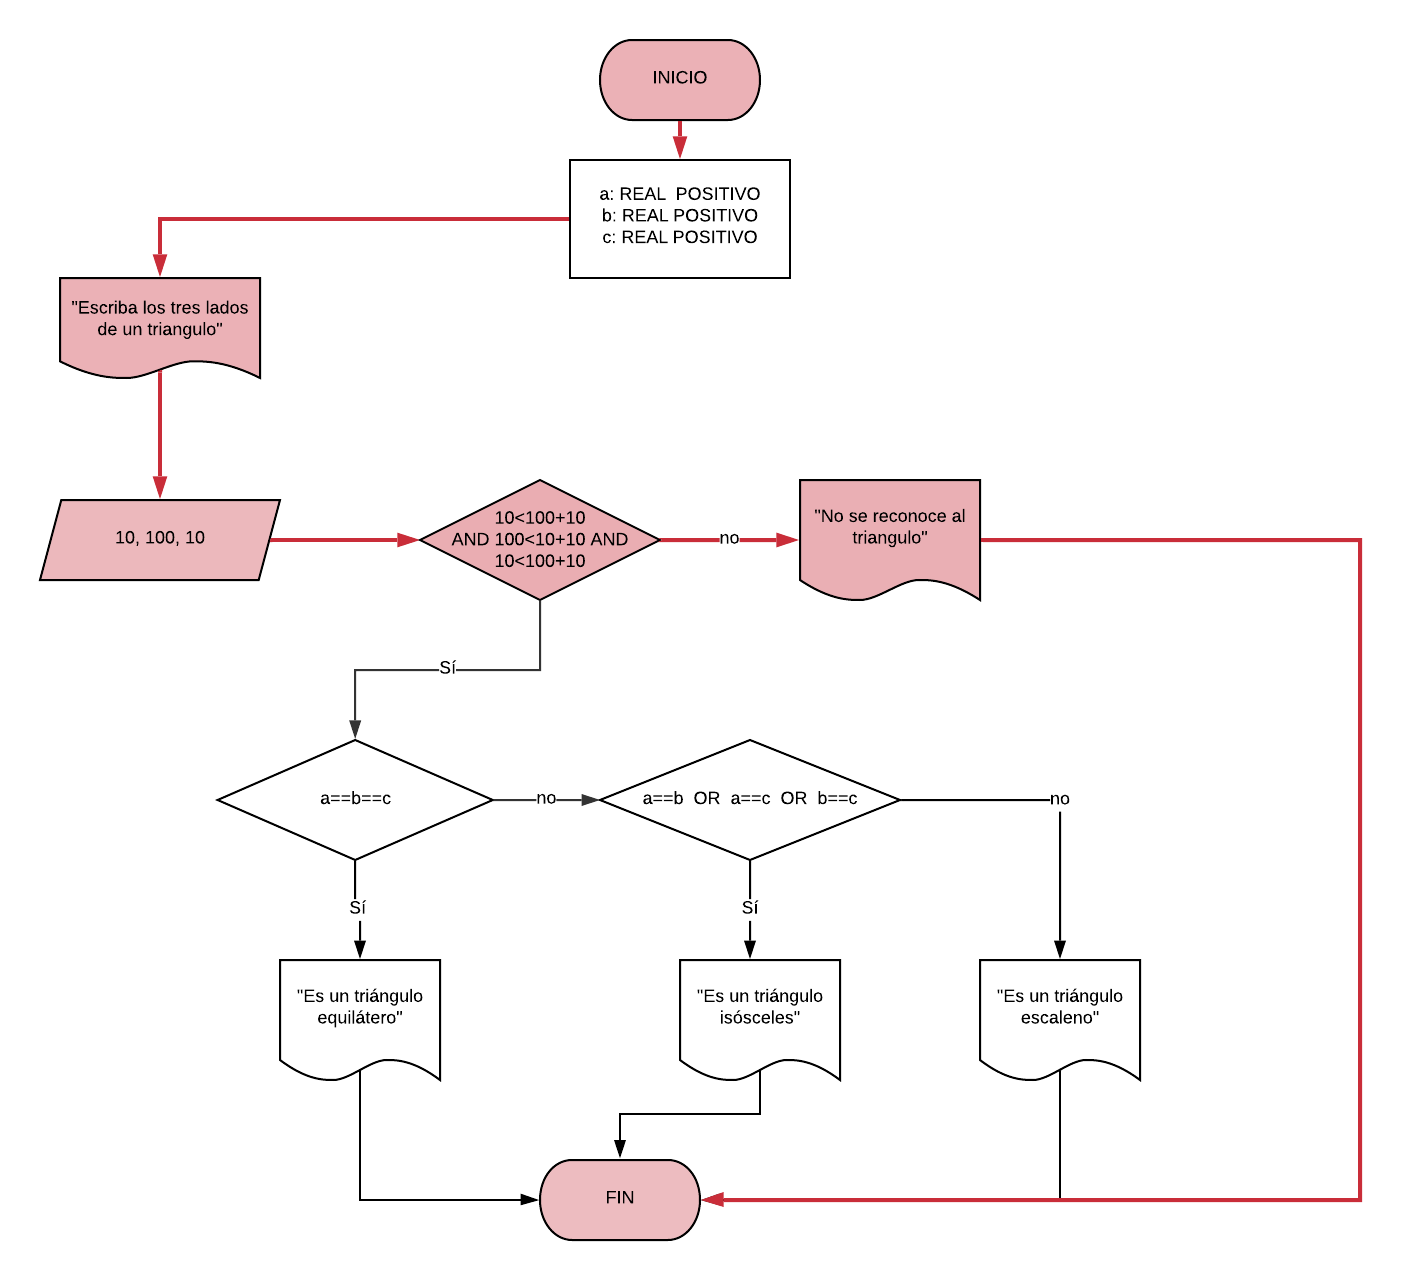 INICIO
a: REAL  POSITIVO
b: REAL POSITIVO
c: REAL POSITIVO
"Escriba los tres lados
de un triangulo"
10, 100, 10
10<100+10
AND 100<10+10 AND
10<100+10
no
"No se reconoce al
triangulo"
Sí
a==b==c
no
a==b  OR  a==c  OR  b==c
no
Sí
Sí
"Es un triángulo
equilátero"
"Es un triángulo
isósceles"
"Es un triángulo
escaleno"
FIN